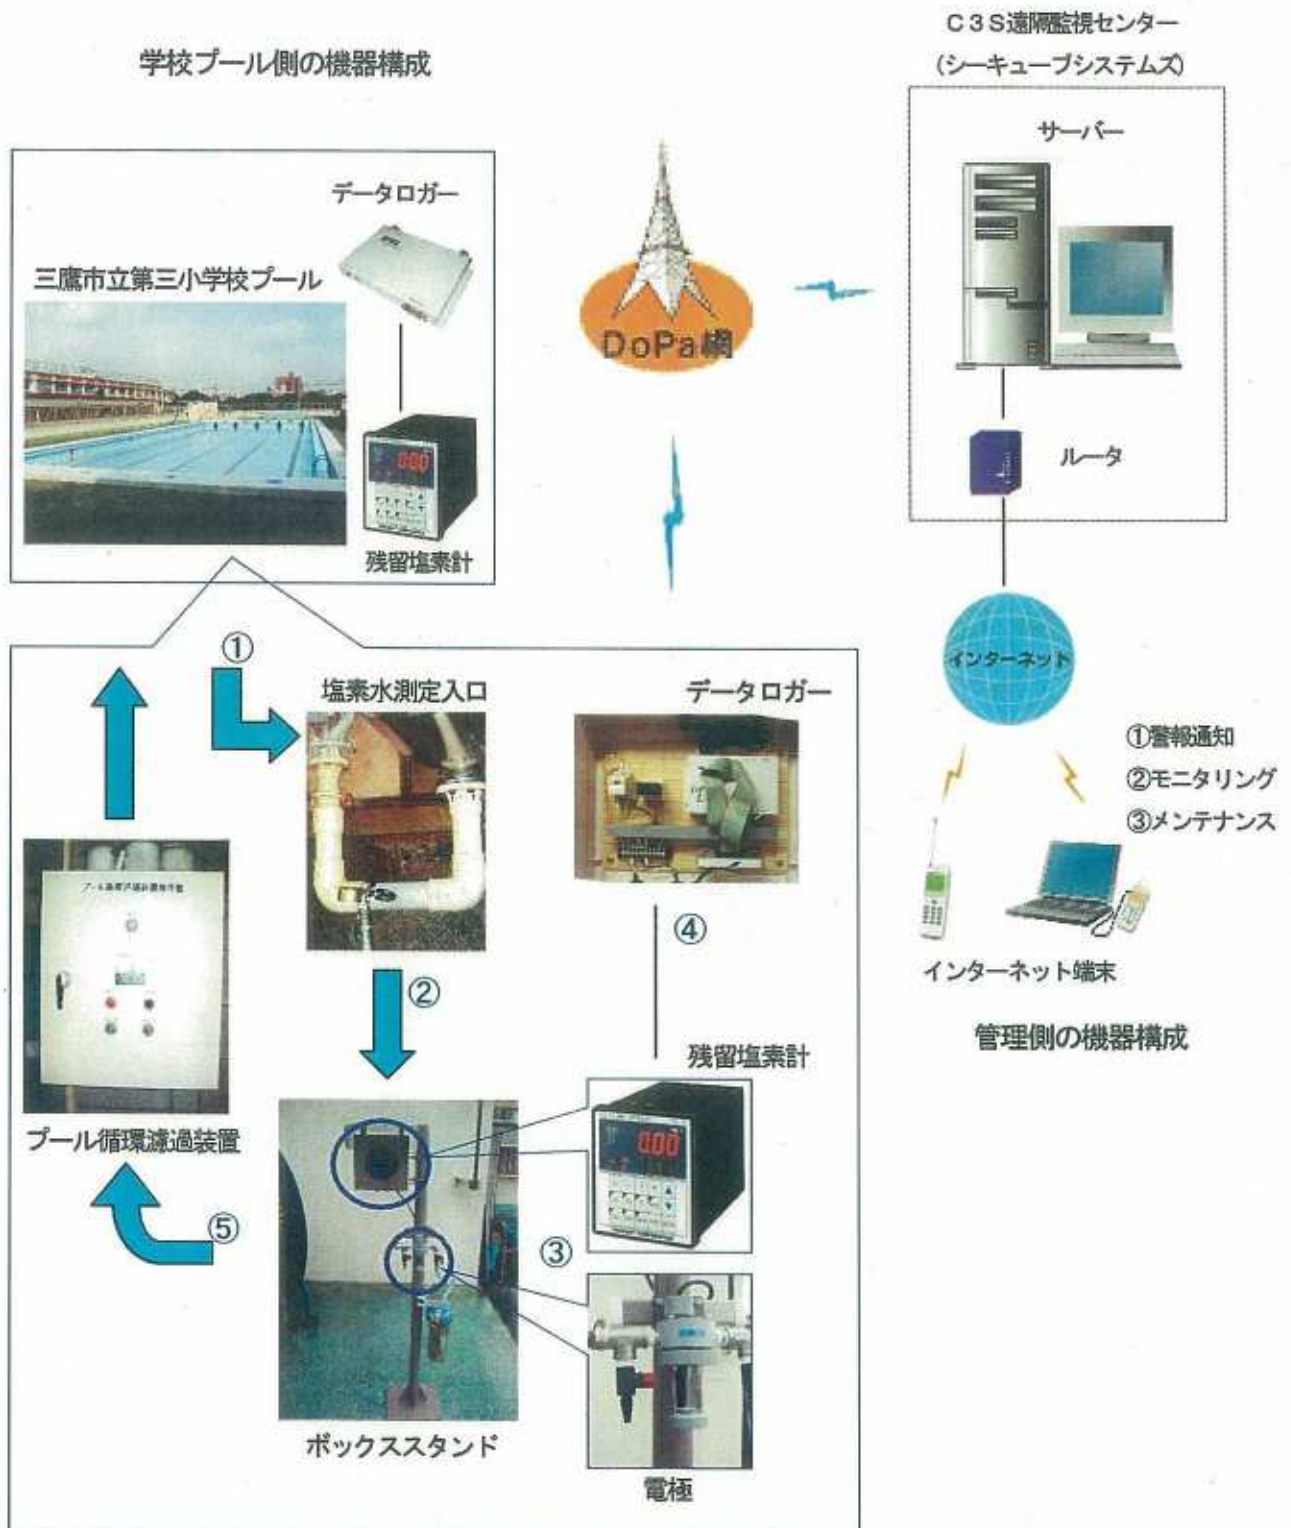 学校プール側の機器構成
C3S遠隔監視センター
(シーキューブシステムズ)
サーバー
データロガー
三鷹市立第三小学校プール
000
残留塩素計
DoPa網
ルータ
インターネット
①警報通知
②モニタリング
③メンテナンス
インターネット端末
管理側の機器構成
①
塩素水測定入口
データロガー
②
④
残留塩素計
000
プール循環濾過装置
⑤
③
ボックススタンド
電極